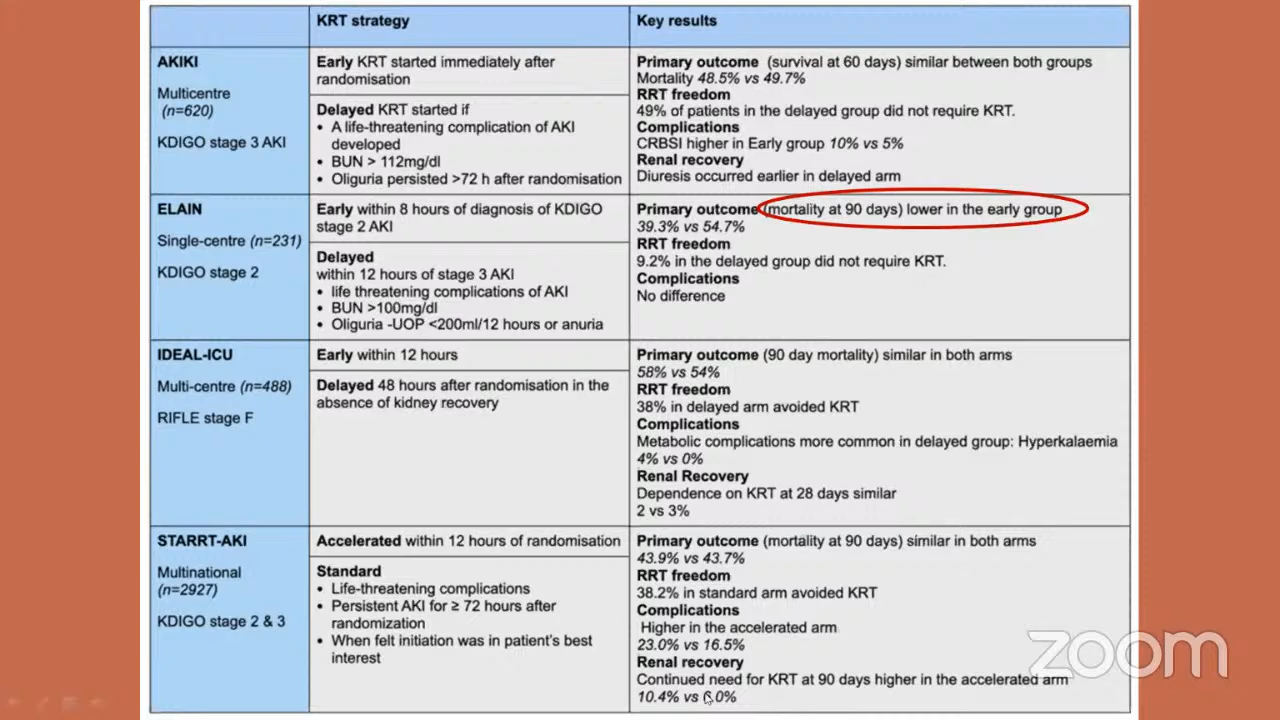 KRT strategy
Key results
AKIKI
Multicentre
(n=620)
KDIGO stage 3 AKI
Early KRT started immediately after
randomisation
Delayed KRT started if
• A life-threatening complication of AKI
developed
• BUN > 112mg/dl
• Oliguria persisted >72 h after randomisation
Primary outcome (survival at 60 days) similar between both groups
Mortality 48.5% vs 49.7%
RRT freedom
49% of patients in the delayed group did not require KRT.
Complications
CRBSI higher in Early group 10% vs 5%
Renal recovery
Diuresis occurred earlier in delayed arm
ELAIN
Single-centre (n=231)
KDIGO stage 2
Early within 8 hours of diagnosis of KDIGO
stage 2 AKI
Delayed
within 12 hours of stage 3 AKI
• life threatening complications of AKI
• BUN >100mg/dl
• Oliguria -UOP <200ml/12 hours or anuria
Primary outcome (mortality at 90 days) lower in the early group
39.3% vs 54.7%
RRT freedom
9.2% in the delayed group did not require KRT.
Complications
No difference
IDEAL-ICU
Multi-centre (n=488)
RIFLE stage F
Early within 12 hours
Delayed 48 hours after randomisation in the
absence of kidney recovery
Primary outcome (90 day mortality) similar in both arms
58% vs 54%
RRT freedom
38% in delayed arm avoided KRT
Complications
Metabolic complications more common in delayed group: Hyperkalaemia
4% vs 0%
Renal Recovery
Dependence on KRT at 28 days similar
2 vs 3%
STARRT-AKI
Multinational
(n=2927)
KDIGO stage 2 & 3
Accelerated within 12 hours of randomisation
Standard
• Life-threatening complications
• Persistent AKI for ≥ 72 hours after
randomization
• When felt initiation was in patient's best
interest
Primary outcome (mortality at 90 days) similar in both arms
43.9% vs 43.7%
RRT freedom
38.2% in standard arm avoided KRT
Complications
Higher in the accelerated arm
23.0% vs 16.5%
Renal recovery
Continued need for KRT at 90 days higher in the accelerated arm
10.4% vs
zoom